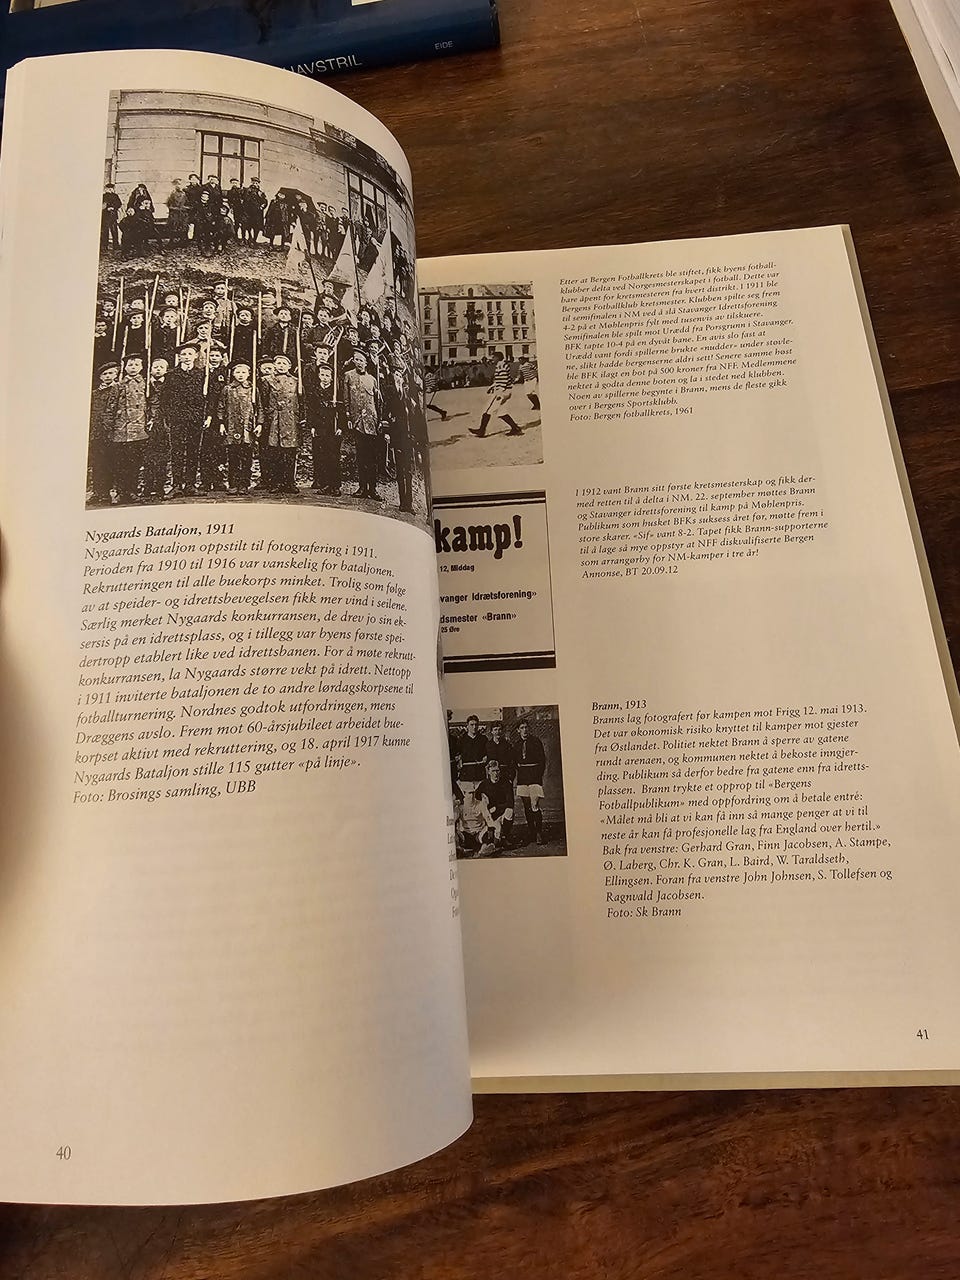 NAVSTRIL
EIDE
Nygaards Bataljon, 1911
Nygaards Bataljon oppstilt til fotografering i 1911.
Perioden fra 1910 til 1916 var vanskelig for bataljonen.
Rekrutteringen til alle buekorps minket. Trolig som følge
av at speider- og idrettsbevegelsen fikk mer vind i seilene.
Særlig merket Nygaards konkurransen, de drev jo sin ek-
sersis på en idrettsplass, og i tillegg var byens første spei-
dertropp etablert like ved idrettsbanen. For å møte rekrutt-
konkurransen, la Nygaards større vekt på idrett. Nettopp
i 1911 inviterte bataljonen de to andre lørdagskorpsene til
fotballturnering. Nordnes godtok utfordringen, mens
Dræggens avslo. Frem mot 60-årsjubileet arbeidet bue-
korpset aktivt med rekruttering, og 18. april 1917 kunne
Nygaards Bataljon stille 115 gutter «på linje».
Foto: Brosings samling, UBB
40
Etter at Bergen Fotballkrets ble stiftet, fikk byens fotball-
klubber delta ved Norgesmesterskapet i fotball. Dette var
bare åpent for kretsmesteren fra hvert distrikt. I 1911 ble
Bergens Fotballklub kretsmester. Klubben spilte seg frem
til semifinalen i NM ved å slå Stavanger Idrettsforening
4-2 på et Møhlenpris fylt med tusenvis av tilskuere.
Semifinalen ble spilt mot Urædd fra Porsgrunn i Stavanger.
BFK tapte 10-4 på en dyvåt bane. En avis slo fast at
Urædd vant fordi spillerne brukte «nudder» under støvle-
ne, slikt hadde bergenserne aldri sett! Senere samme høst
ble BFK ilagt en bot på 500 kroner fra NFF. Medlemmene
nektet å godta denne boten og la i stedet ned klubben.
Noen av spillerne begynte i Brann, mens de fleste gikk
over i Bergens Sportsklubb.
Foto: Bergen fotballkrets, 1961
kamp!
12, Middag
vanger Idrætsforening»
dsmester «Brann»
25 Øre
I 1912 vant Brann sitt første kretsmesterskap og fikk der-
med retten til å delta i NM. 22. september møttes Brann
og Stavanger idrettsforening til kamp på Møhlenpris.
Publikum som husket BFKs suksess året før, møtte frem i
store skarer. «Sif» vant 8-2. Tapet fikk Brann-supporterne
til å lage så mye oppstyr at NFF diskvalifiserte Bergen
som arrangørby for NM-kamper i tre år!
Annonse, BT 20.09.12
Brann, 1913
Branns lag fotografert før kampen mot Frigg 12. mai 1913.
Det var økonomisk risiko knyttet til kamper mot gjester
fra Østlandet. Politiet nektet Brann å sperre av gatene
rundt arenaen, og kommunen nektet å bekoste inngjer-
ding. Publikum så derfor bedre fra gatene enn fra idretts-
plassen. Brann trykte et opprop til «Bergens
Fotballpublikum» med oppfordring om å betale entré:
«Målet må bli at vi kan få inn så mange penger at vi til
neste år kan få profesjonelle lag fra England over hertil.»
Bak fra venstre: Gerhard Gran, Finn Jacobsen, A. Stampe,
Ø. Laberg, Chr. K. Gran, L. Baird, W. Taraldseth,
Ellingsen. Foran fra venstre John Johnsen, S. Tollefsen og
Ragnvald Jacobsen.
Foto: Sk Brann
41